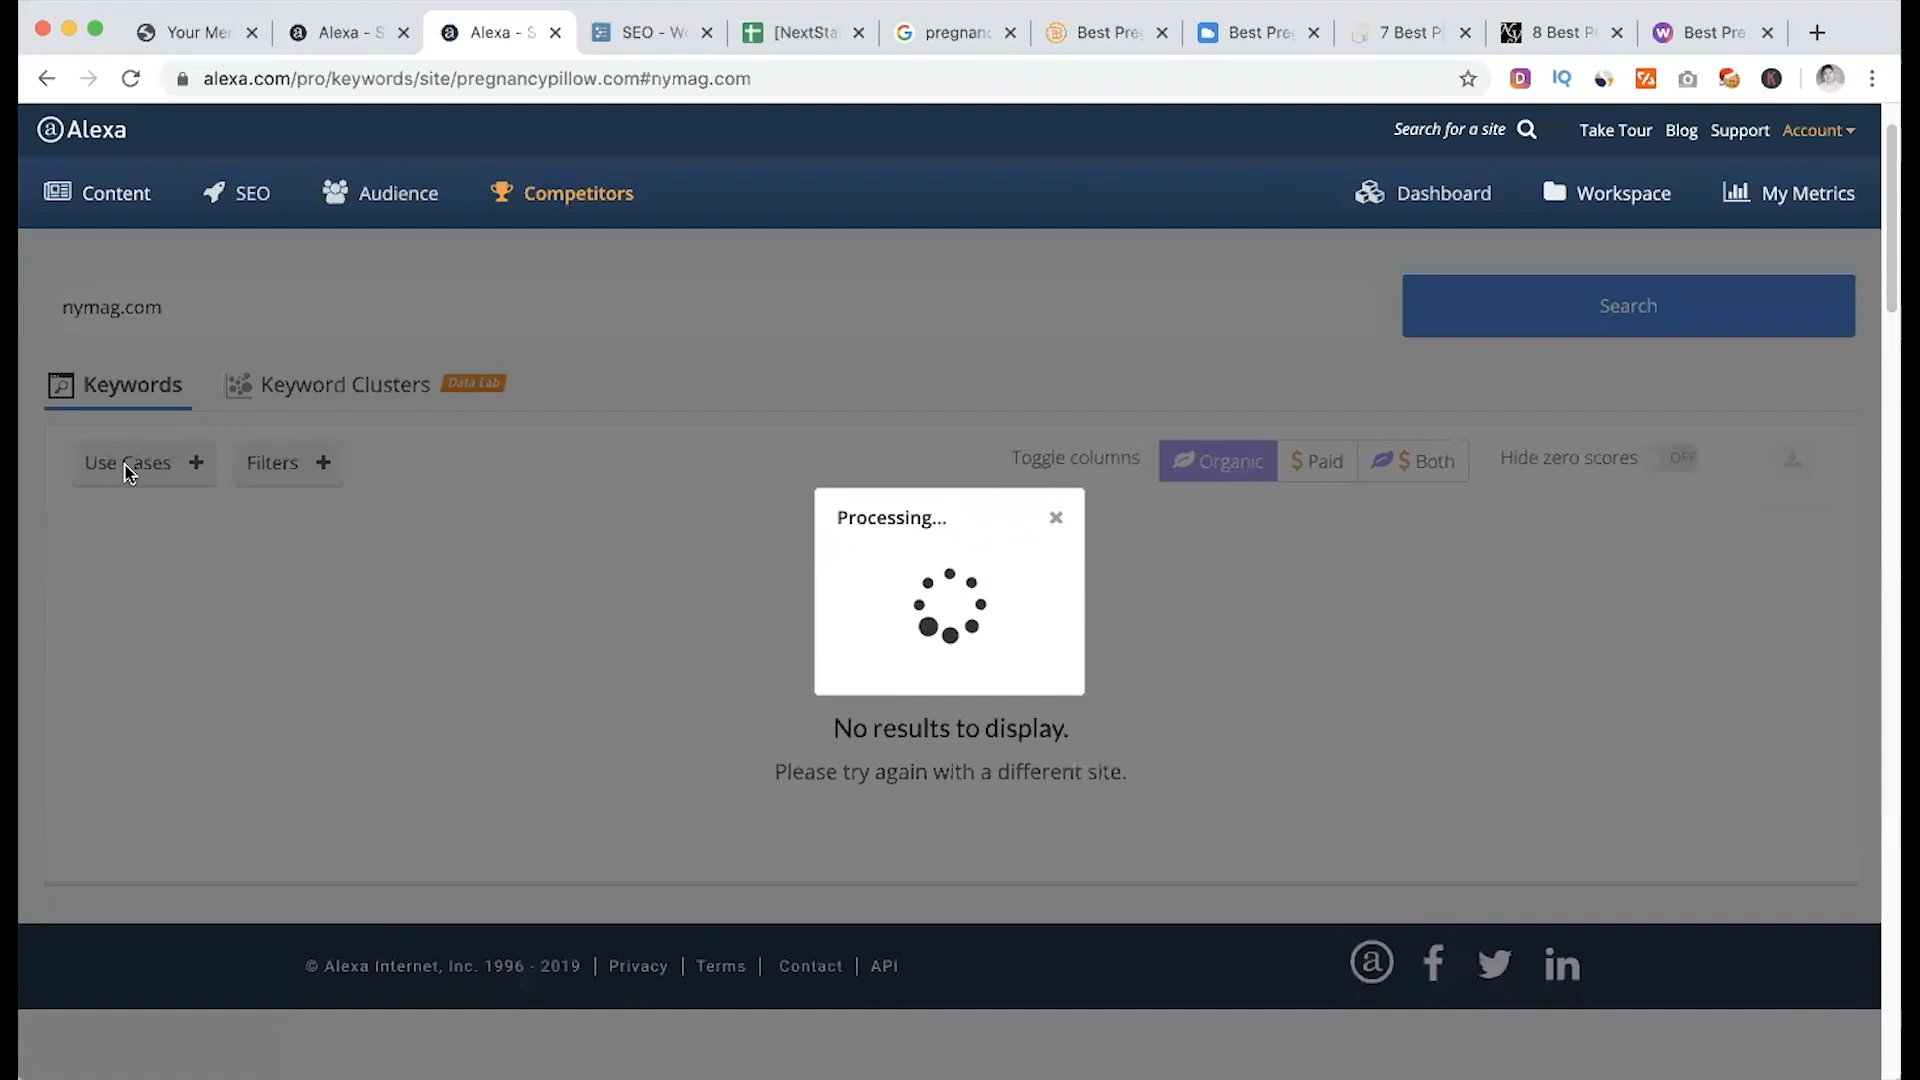 Your Me
Alexa - S
Alexa - S
SEO - W
[NextSta
pregnan
Best Pre
Best Pre
7 Best P
8 Best P
Best Pre
alexa.com/pro/keywords/site/pregnancypillow.com#nymag.com
Alexa
Search for a site
Take Tour
Blog
Support
Account
Content
SEO
Audience
Competitors
Dashboard
Workspace
My Metrics
nymag.com
Search
Keywords
Keyword Clusters
Data Lab
Use Cases +
Filters +
Toggle columns
Organic
$ Paid
$ Both
Hide zero scores
OFF
Processing...
No results to display.
Please try again with a different site.
© Alexa Internet, Inc. 1996 - 2019 | Privacy | Terms | Contact | API